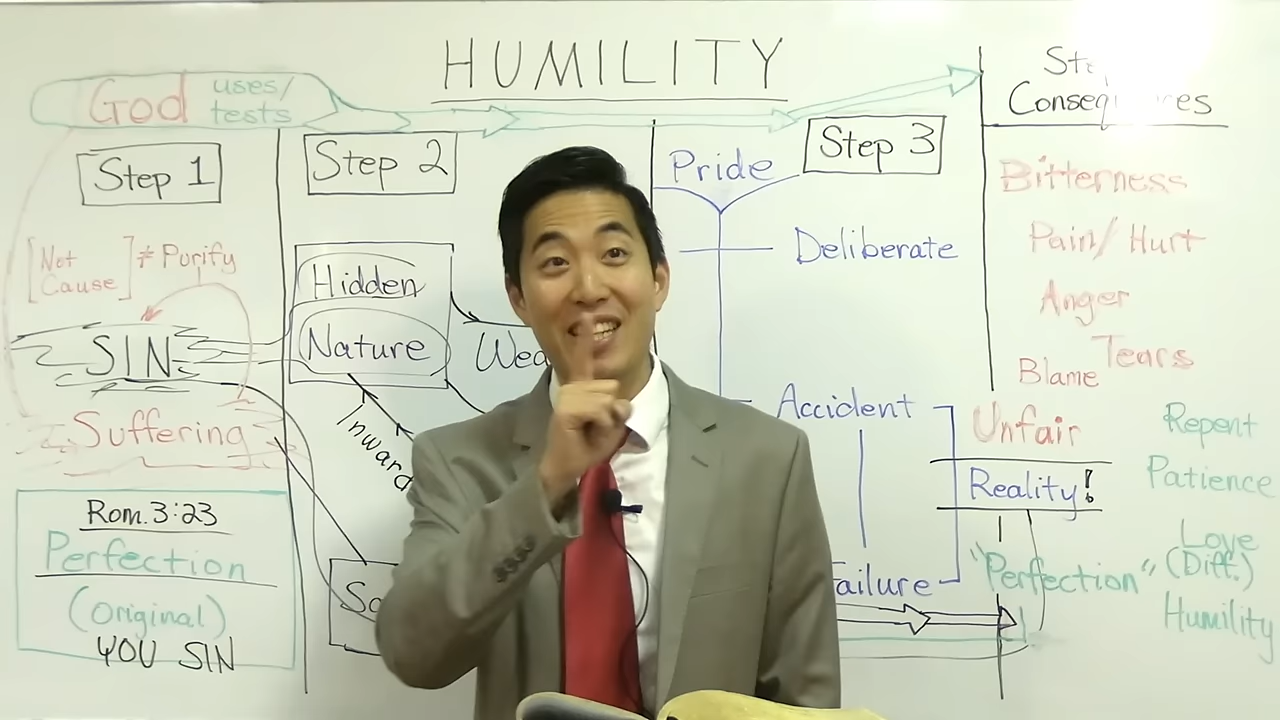 HUMILITY
God uses/
tests
Step 1
[Not
Cause] ≠ Purify
SIN
Suffering
Rom. 3:23
Perfection
(Original)
YOU SIN
Step 2
Hidden
Nature
Inward
Step 3
Pride
Deliberate
Accident
Failure
Bitterness
Pain/Hurt
Anger
Blame Tears
Unfair
Reality!
"Perfection"
Repent
Patience
Love
(Diff.)
Humility